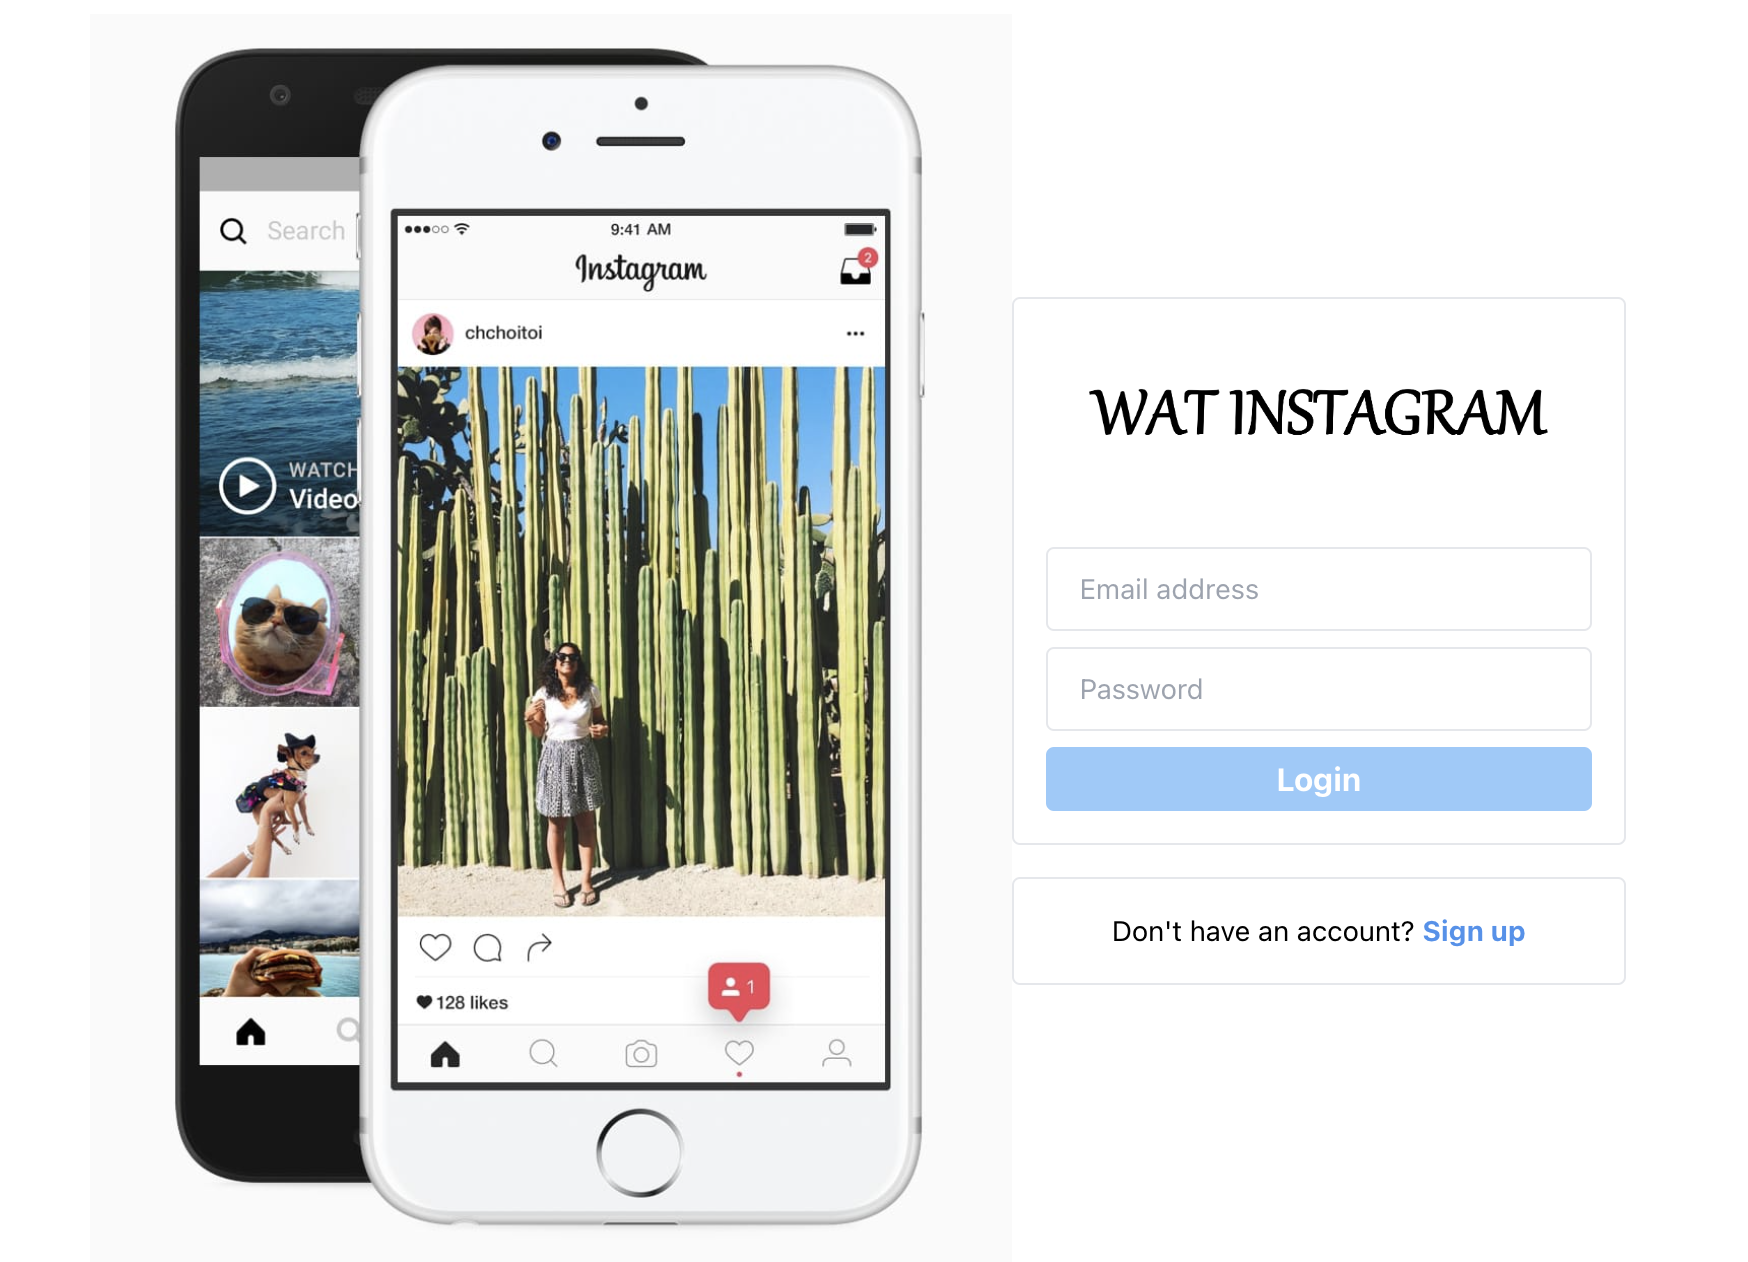 Search
WATCH
Video
9:41 AM
Instagram
2
chchoitoi
128 likes
1
WAT INSTAGRAM
Email address
Password
Login
Don't have an account? Sign up